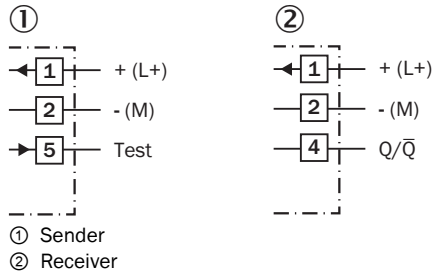 ① ②
1 + (L+) 1 + (L+)
2 - (M) 2 - (M)
5 Test 4 Q/Q̅
① Sender
② Receiver